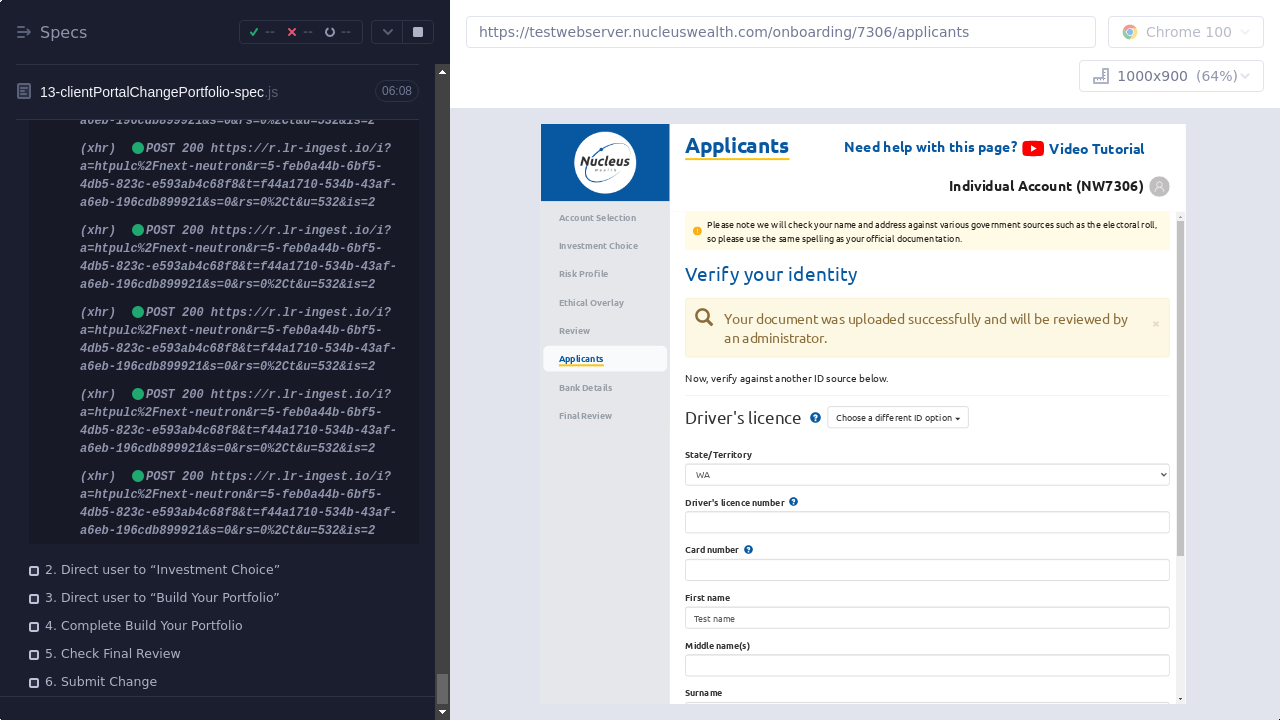 Specs
--
--
--
13-clientPortalChangePortfolio-spec.js
06:08
a6eb-196cdb899921&s=0&rs=0%2Ct&u=532&is=2
(xhr) POST 200 https://r.lr-ingest.io/i?
a=htpulc%2Fnext-neutron&r=5-feb0a44b-6bf5-
4db5-823c-e593ab4c68f8&t=f44a1710-534b-43af-
a6eb-196cdb899921&s=0&rs=0%2Ct&u=532&is=2
(xhr) POST 200 https://r.lr-ingest.io/i?
a=htpulc%2Fnext-neutron&r=5-feb0a44b-6bf5-
4db5-823c-e593ab4c68f8&t=f44a1710-534b-43af-
a6eb-196cdb899921&s=0&rs=0%2Ct&u=532&is=2
(xhr) POST 200 https://r.lr-ingest.io/i?
a=htpulc%2Fnext-neutron&r=5-feb0a44b-6bf5-
4db5-823c-e593ab4c68f8&t=f44a1710-534b-43af-
a6eb-196cdb899921&s=0&rs=0%2Ct&u=532&is=2
(xhr) POST 200 https://r.lr-ingest.io/i?
a=htpulc%2Fnext-neutron&r=5-feb0a44b-6bf5-
4db5-823c-e593ab4c68f8&t=f44a1710-534b-43af-
a6eb-196cdb899921&s=0&rs=0%2Ct&u=532&is=2
(xhr) POST 200 https://r.lr-ingest.io/i?
a=htpulc%2Fnext-neutron&r=5-feb0a44b-6bf5-
4db5-823c-e593ab4c68f8&t=f44a1710-534b-43af-
a6eb-196cdb899921&s=0&rs=0%2Ct&u=532&is=2
2. Direct user to “Investment Choice”
3. Direct user to “Build Your Portfolio”
4. Complete Build Your Portfolio
5. Check Final Review
6. Submit Change
https://testwebserver.nucleuswealth.com/onboarding/7306/applicants
Chrome 100
1000x900 (64%)
Nucleus
Wealth
Account Selection
Investment Choice
Risk Profile
Ethical Overlay
Review
Applicants
Bank Details
Final Review
Applicants
Need help with this page? Video Tutorial
Individual Account (NW7306)
Please note we will check your name and address against various government sources such as the electoral roll,
so please use the same spelling as your official documentation.
Verify your identity
Your document was uploaded successfully and will be reviewed by
an administrator.
×
Now, verify against another ID source below.
Driver's licence
Choose a different ID option
State/Territory
WA
Driver's licence number
Card number
First name
Test name
Middle name(s)
Surname